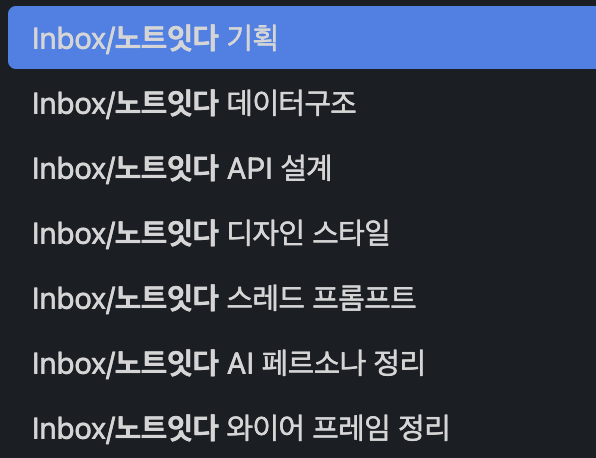 Inbox/노트잇다 기획
Inbox/노트잇다 데이터구조
Inbox/노트잇다 API 설계
Inbox/노트잇다 디자인 스타일
Inbox/노트잇다 스레드 프롬프트
Inbox/노트잇다 AI 페르소나 정리
Inbox/노트잇다 와이어 프레임 정리